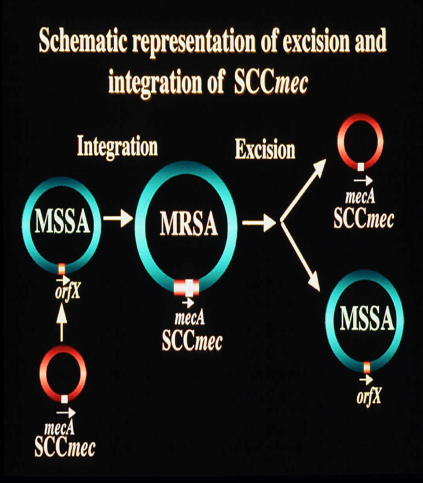 Schematic representation of excision and
integration of SCCmec
Integration
Excision
MSSA
orfX
mecA
SCCmec
MRSA
mecA
SCCmec
mecA
SCCmec
MSSA
orfX